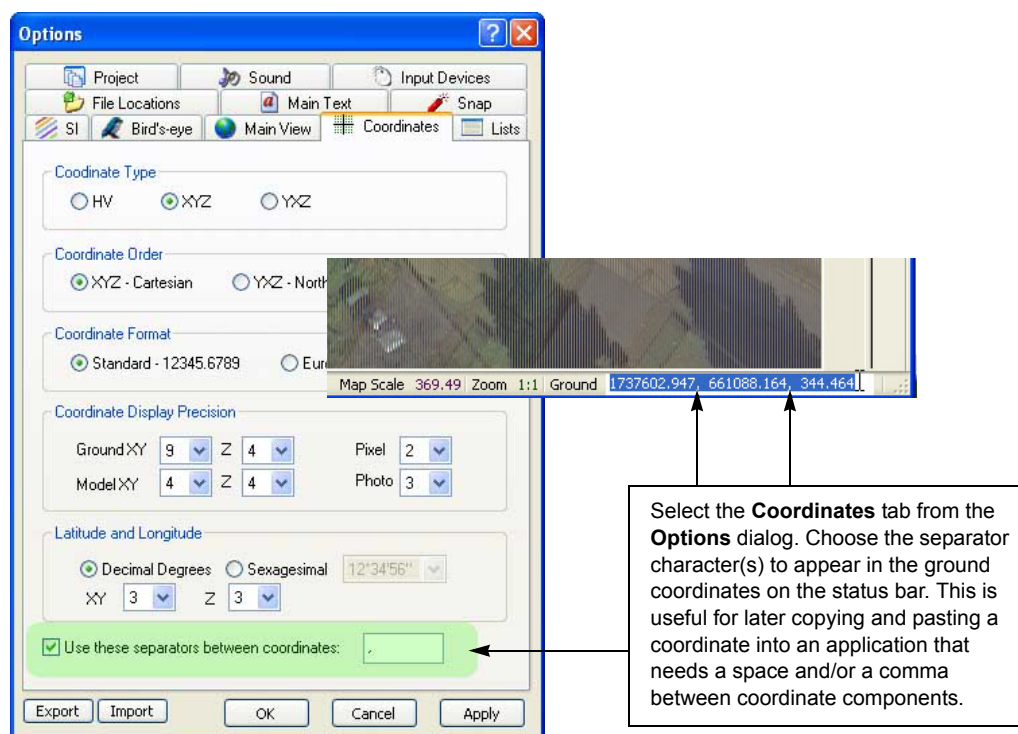 Options
Project Sound Input Devices
File Locations Main Text Snap
SI Bird's-eye Main View Coordinates Lists
Coodinate Type
HV XYZ YXZ
Coordinate Order
XYZ - Cartesian YXZ - North
Coordinate Format
Standard - 12345.6789 Eur
Map Scale 369.49 Zoom 1:1 Ground 1737602.947, 661088.164, 344.464
Coordinate Display Precision
Ground XY 9 Z 4 Pixel 2
Model XY 4 Z 4 Photo 3
Latitude and Longitude
Decimal Degrees Sexagesimal 12°34'56"
XY 3 Z 3
Use these separators between coordinates: ,
Export Import OK Cancel Apply
Select the Coordinates tab from the
Options dialog. Choose the separator
character(s) to appear in the ground
coordinates on the status bar. This is
useful for later copying and pasting a
coordinate into an application that
needs a space and/or a comma
between coordinate components.